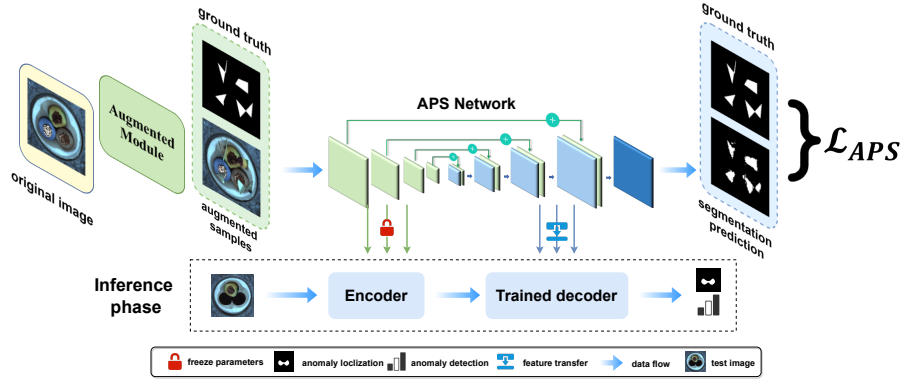 ground truth
original image
Augmented
Module
augmented
samples
APS Network
ground truth
segmentation
prediction
ℒ_APS
Inference
phase
Encoder
Trained decoder
freeze parameters
anomaly loclization
anomaly detection
feature transfer
data flow
test image